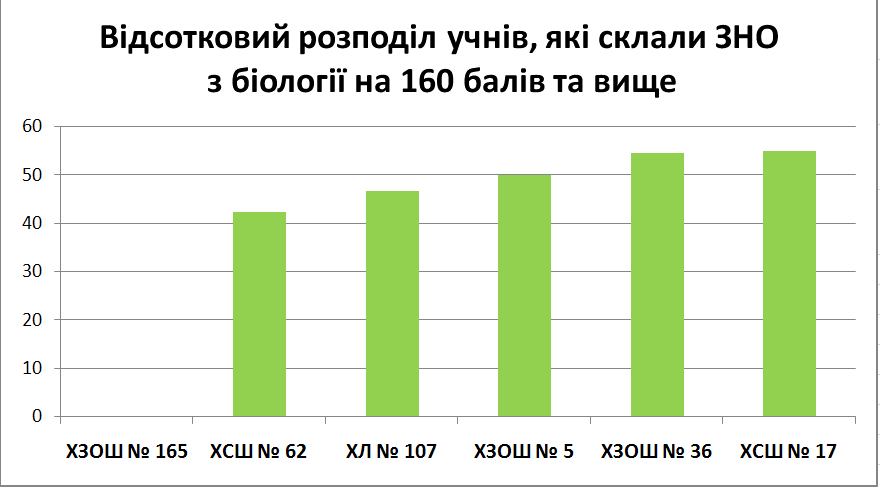 Відсотковий розподіл учнів, які склали ЗНО
з біології на 160 балів та вище
60
50
40
30
20
10
0
ХЗОШ № 165 ХСШ № 62 ХЛ № 107 ХЗОШ № 5 ХЗОШ № 36 ХСШ № 17